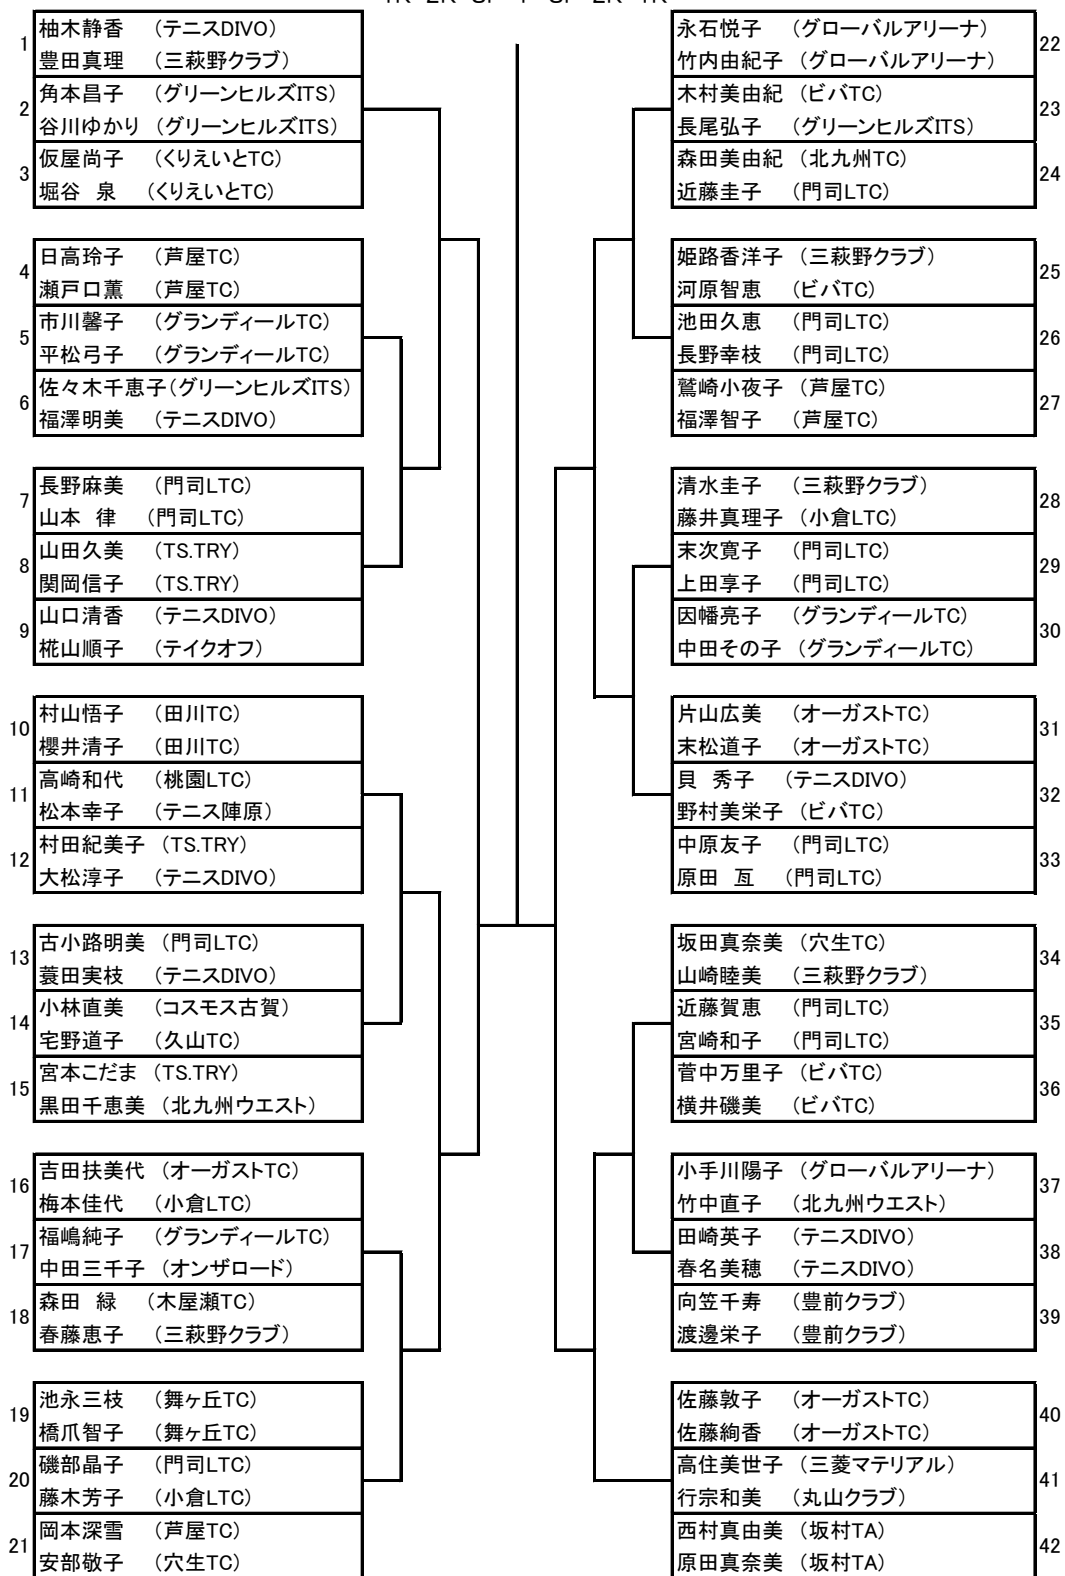 1R 2R SF F SF 2R 1R
1
柚木静香 （テニスDIVO）
豊田真理 （三萩野クラブ）
2
角本昌子 （グリーンヒルズITS）
谷川ゆかり （グリーンヒルズITS）
3
仮屋尚子 （くりえいとTC）
堀谷 泉 （くりえいとTC）
4
日高玲子 （芦屋TC）
瀬戸口薫 （芦屋TC）
5
市川馨子 （グランディールTC）
平松弓子 （グランディールTC）
6
佐々木千恵子（グリーンヒルズITS）
福澤明美 （テニスDIVO）
7
長野麻美 （門司LTC）
山本 律 （門司LTC）
8
山田久美 （TS.TRY）
関岡信子 （TS.TRY）
9
山口清香 （テニスDIVO）
椛山順子 （テイクオフ）
10
村山悟子 （田川TC）
櫻井清子 （田川TC）
11
高崎和代 （桃園LTC）
松本幸子 （テニス陣原）
12
村田紀美子 （TS.TRY）
大松淳子 （テニスDIVO）
13
古小路明美 （門司LTC）
蓑田実枝 （テニスDIVO）
14
小林直美 （コスモス古賀）
宅野道子 （久山TC）
15
宮本こだま （TS.TRY）
黒田千恵美 （北九州ウエスト）
16
吉田扶美代 （オーガストTC）
梅本佳代 （小倉LTC）
17
福嶋純子 （グランディールTC）
中田三千子 （オンザロード）
18
森田 緑 （木屋瀬TC）
春藤恵子 （三萩野クラブ）
19
池永三枝 （舞ヶ丘TC）
橋爪智子 （舞ヶ丘TC）
20
磯部晶子 （門司LTC）
藤木芳子 （小倉LTC）
21
岡本深雪 （芦屋TC）
安部敬子 （穴生TC）
永石悦子 （グローバルアリーナ）
竹内由紀子 （グローバルアリーナ）
22
木村美由紀 （ビバTC）
長尾弘子 （グリーンヒルズITS）
23
森田美由紀 （北九州TC）
近藤圭子 （門司LTC）
24
姫路香洋子 （三萩野クラブ）
河原智恵 （ビバTC）
25
池田久恵 （門司LTC）
長野幸枝 （門司LTC）
26
鷲崎小夜子 （芦屋TC）
福澤智子 （芦屋TC）
27
清水圭子 （三萩野クラブ）
藤井真理子 （小倉LTC）
28
末次寛子 （門司LTC）
上田享子 （門司LTC）
29
因幡亮子 （グランディールTC）
中田その子 （グランディールTC）
30
片山広美 （オーガストTC）
末松道子 （オーガストTC）
31
貝 秀子 （テニスDIVO）
野村美栄子 （ビバTC）
32
中原友子 （門司LTC）
原田 亙 （門司LTC）
33
坂田真奈美 （穴生TC）
山崎睦美 （三萩野クラブ）
34
近藤賀恵 （門司LTC）
宮崎和子 （門司LTC）
35
菅中万里子 （ビバTC）
横井磯美 （ビバTC）
36
小手川陽子 （グローバルアリーナ）
竹中直子 （北九州ウエスト）
37
田崎英子 （テニスDIVO）
春名美穂 （テニスDIVO）
38
向笠千寿 （豊前クラブ）
渡邊栄子 （豊前クラブ）
39
佐藤敦子 （オーガストTC）
佐藤絢香 （オーガストTC）
40
高住美世子 （三菱マテリアル）
行宗和美 （丸山クラブ）
41
西村真由美 （坂村TA）
原田真奈美 （坂村TA）
42